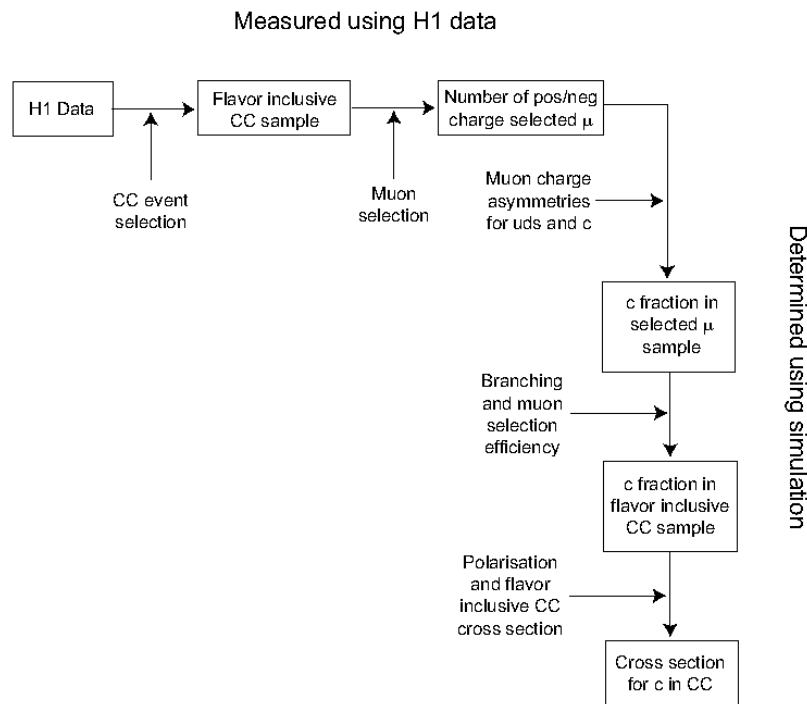 Measured using H1 data
H1 Data
Flavor inclusive
CC sample
Number of pos/neg
charge selected μ
CC event
selection
Muon
selection
Muon charge
asymmetries
for uds and c
c fraction in
selected μ
sample
Branching
and muon
selection
efficiency
c fraction in
flavor inclusive
CC sample
Polarisation
and flavor
inclusive CC
cross section
Cross section
for c in CC
Determined using simulation